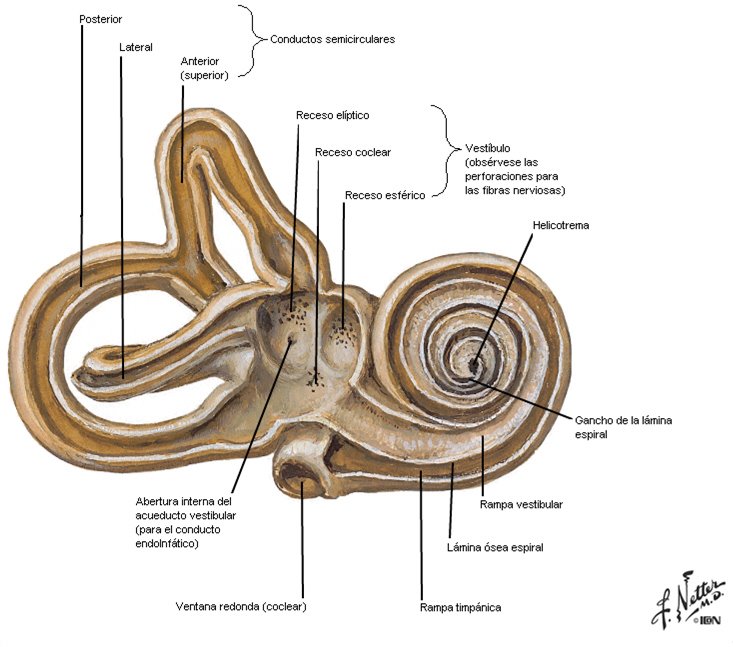 Posterior
Lateral
Anterior
(superior)
Conductos semicirculares
Receso elíptico
Receso coclear
Receso esférico
Vestíbulo
(obsérvese las
perforaciones para
las fibras nerviosas)
Helicotrema
Gancho de la lámina
espiral
Rampa vestibular
Lámina ósea espiral
Rampa timpánica
Abertura interna del
acueducto vestibular
(para el conducto
endolnfático)
Ventana redonda (coclear)
F. Netter
M.D.
©ICON